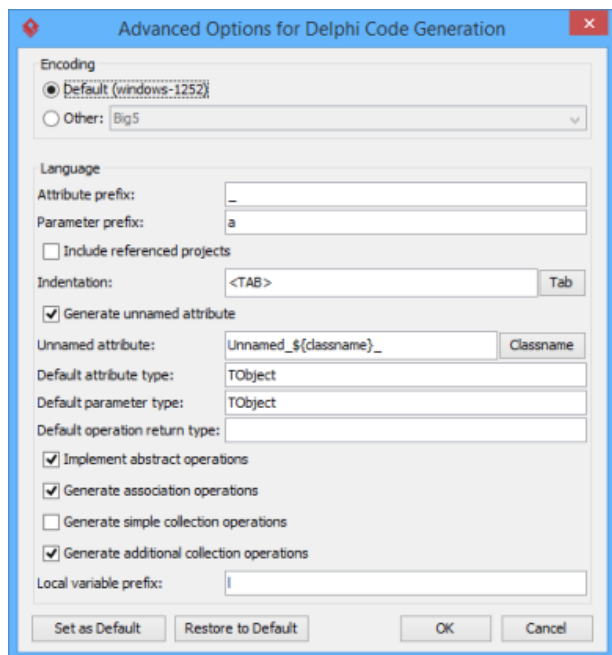 Advanced Options for Delphi Code Generation
Encoding
Default (windows-1252)
Other: Big5
Language
Attribute prefix: _
Parameter prefix: a
Include referenced projects
Indentation: <TAB> Tab
Generate unnamed attribute
Unnamed attribute: Unnamed_${classname}_ Classname
Default attribute type: TObject
Default parameter type: TObject
Default operation return type:
Implement abstract operations
Generate association operations
Generate simple collection operations
Generate additional collection operations
Local variable prefix: l
Set as Default Restore to Default OK Cancel